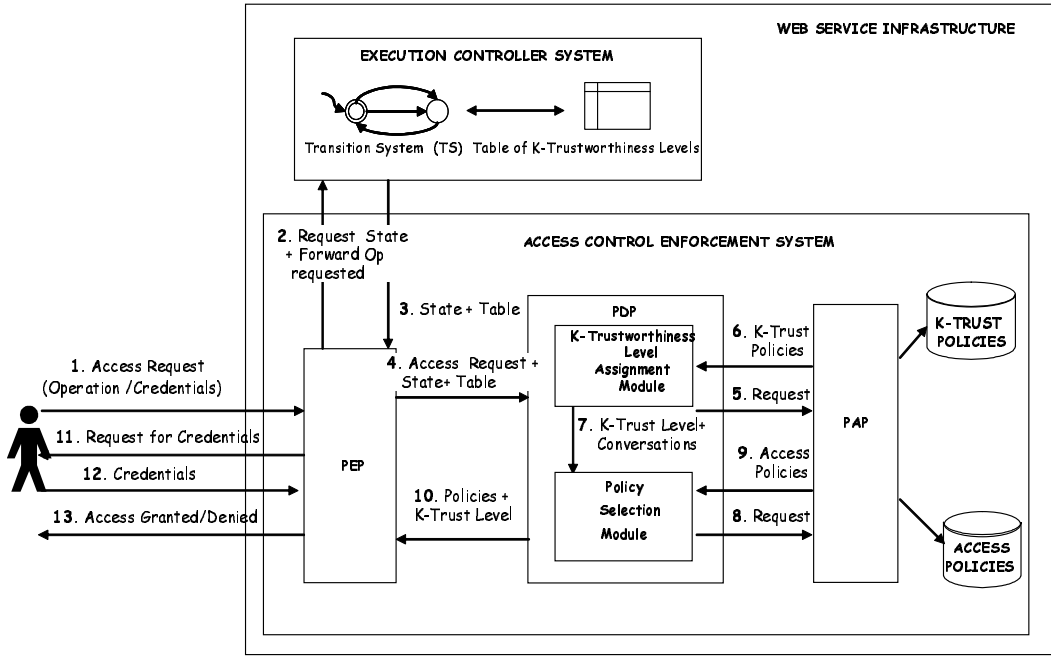 WEB SERVICE INFRASTRUCTURE
EXECUTION CONTROLLER SYSTEM
Transition System (TS)
Table of K-Trustworthiness Levels
2. Request State
+ Forward Op
requested
ACCESS CONTROL ENFORCEMENT SYSTEM
3. State + Table
PDP
K-Trustworthiness
Level
Assignment
Module
6. K-Trust
Policies
K-TRUST
POLICIES
1. Access Request
(Operation /Credentials)
4. Access Request +
State+ Table
5. Request
PAP
11. Request for Credentials
PEP
7. K-Trust Level+
Conversations
9. Access
Policies
12. Credentials
10. Policies +
K-Trust Level
Policy
Selection
Module
8. Request
13. Access Granted/Denied
ACCESS
POLICIES